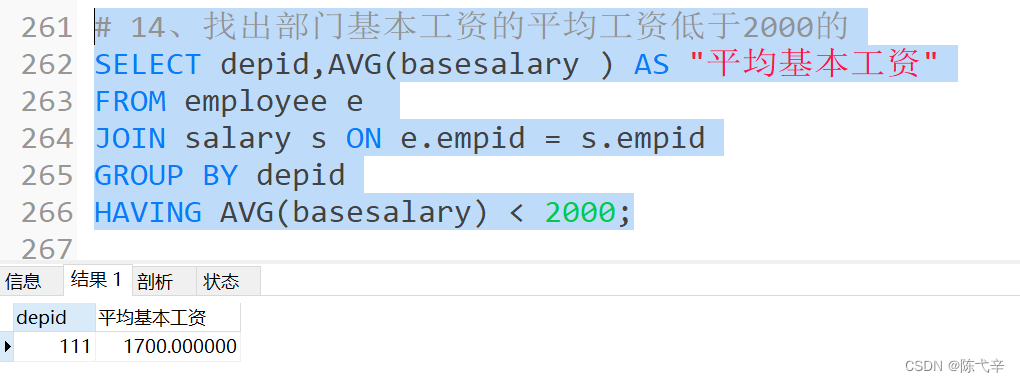 261 # 14、找出部门基本工资的平均工资低于2000的
262 SELECT depid,AVG(basesalary ) AS "平均基本工资"
263 FROM employee e
264 JOIN salary s ON e.empid = s.empid
265 GROUP BY depid
266 HAVING AVG(basesalary) < 2000;
267
信息 结果 1 剖析 状态
depid 平均基本工资
111 1700.000000
CSDN @陈弋辛